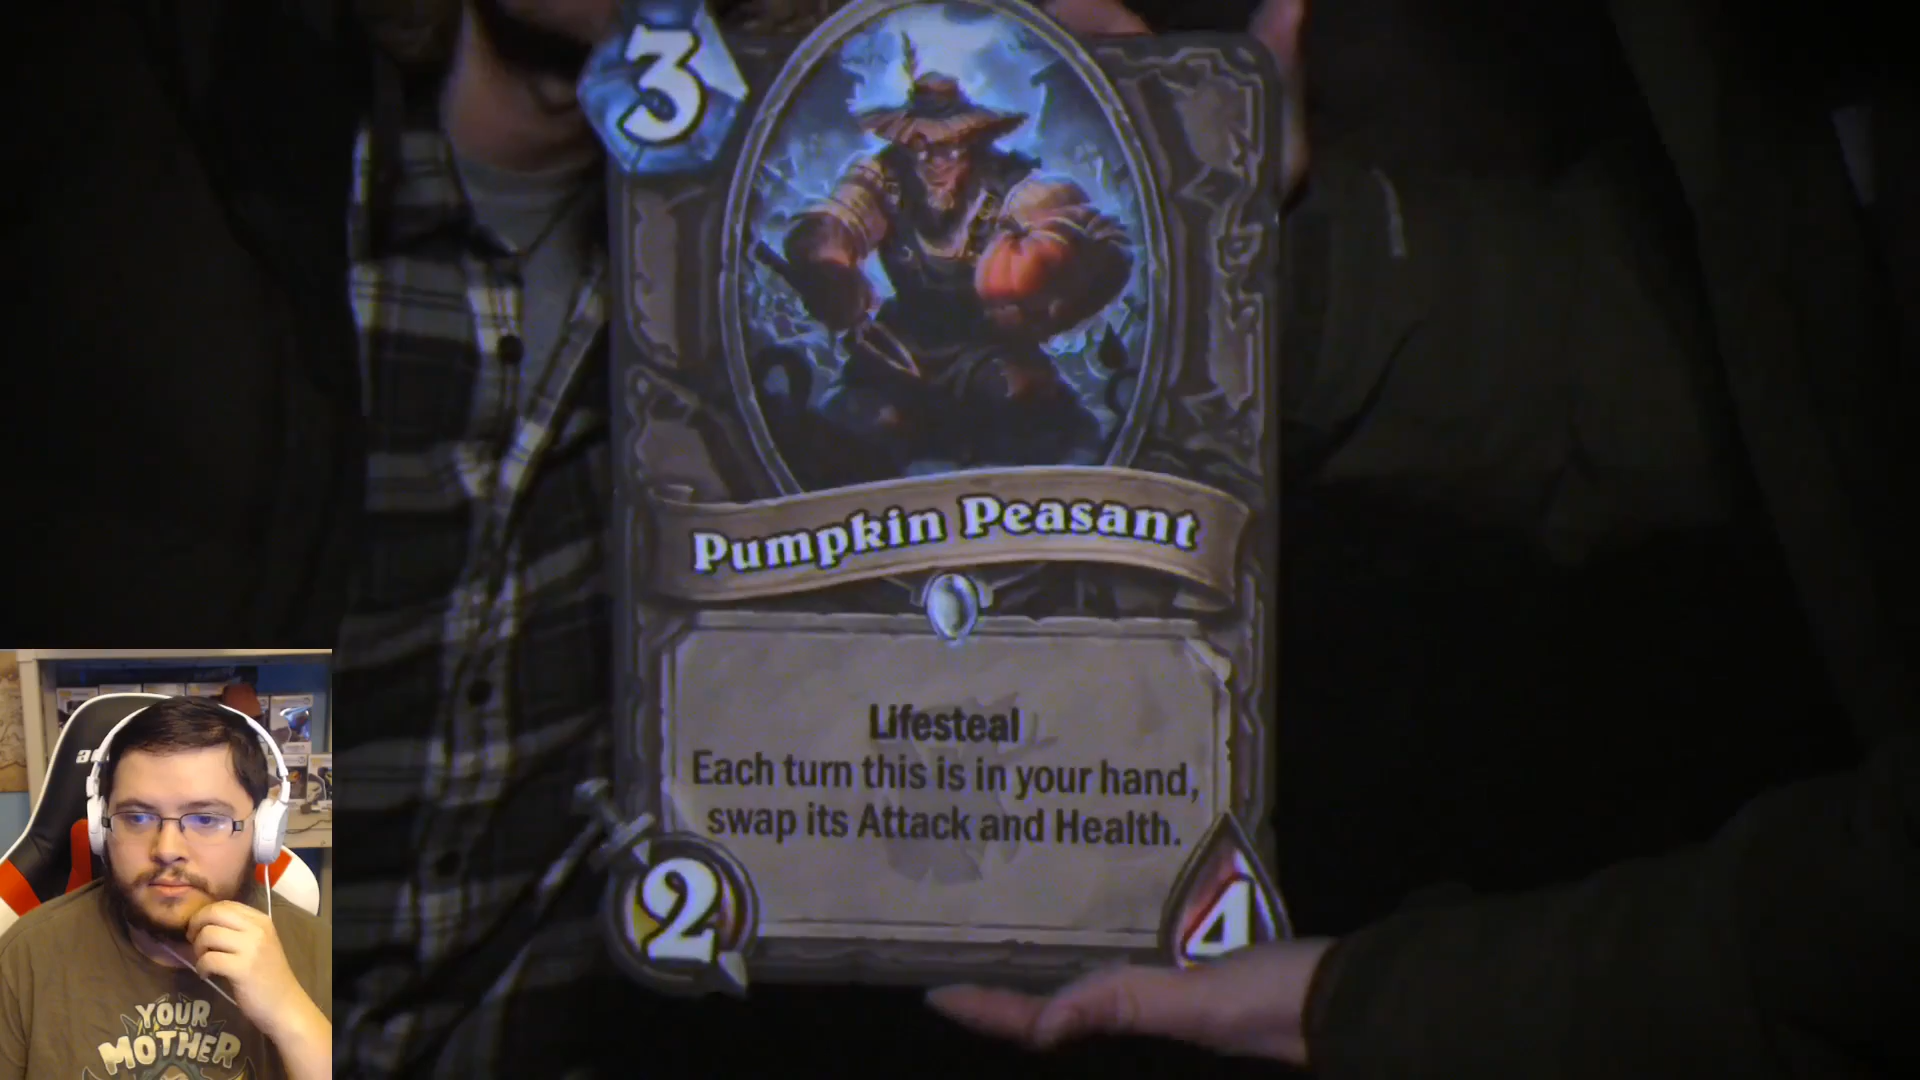 3
Pumpkin Peasant
Lifesteal
Each turn this is in your hand,
swap its Attack and Health.
2
4
YOUR
MOTHER